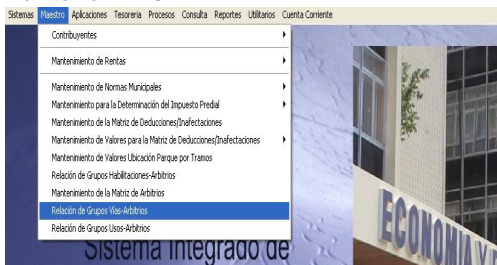 Sistemas Maestro Aplicaciones Tesoreria Procesos Consulta Reportes Utilitarios Cuenta Corriente
Contribuyentes
Mantenimiento de Rentas
Mantenimiento de Normas Municipales
Mantenimiento para la Determinación del Impuesto Predial
Mantenimiento de la Matriz de Deducciones/Inafectaciones
Mantenimiento de Valores para la Matriz de Deducciones/Inafectaciones
Mantenimiento de Valores Ubicación Parque por Tramos
Relación de Grupos Habilitaciones-Arbitrios
Mantenimiento de la Matriz de Arbitrios
Relación de Grupos Vías-Arbitrios
Relación de Grupos Usos-Arbitrios
Sistema Integrado de
ECONOMIA Y F